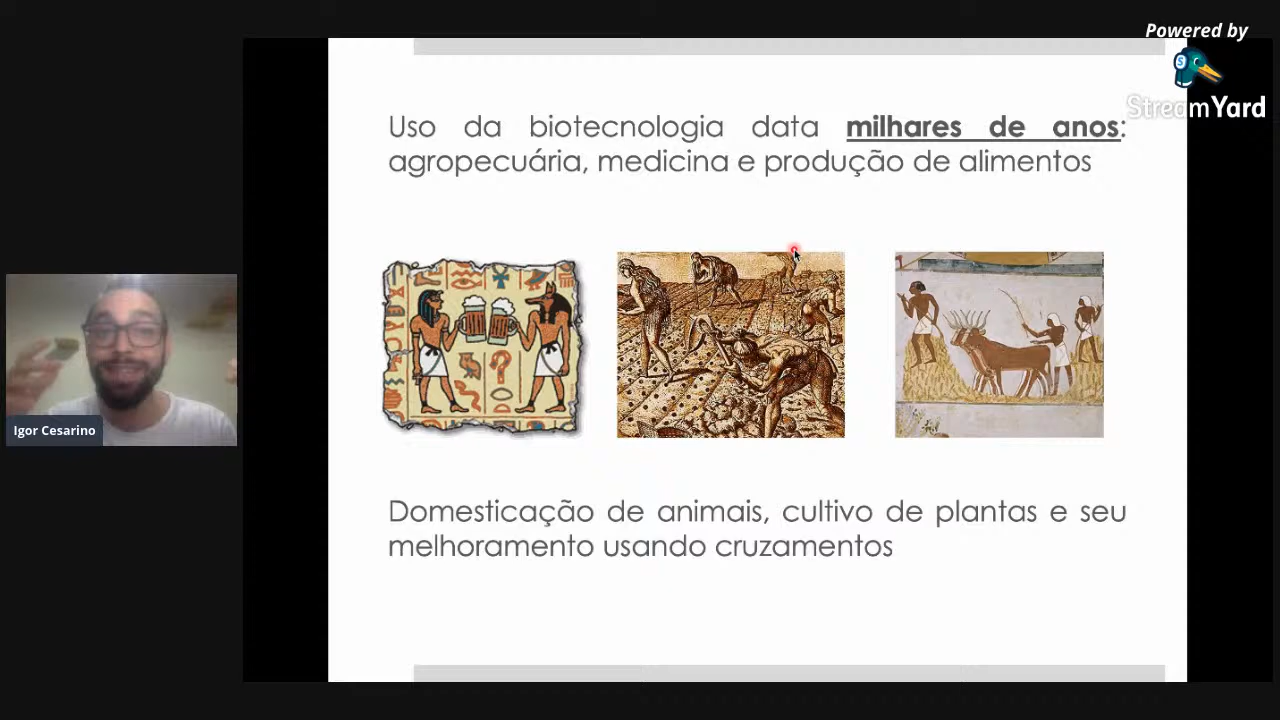 Powered by
StreamYard
Uso da biotecnologia data milhares de anos:
agropecuária, medicina e produção de alimentos
Igor Cesarino
Domesticação de animais, cultivo de plantas e seu
melhoramento usando cruzamentos